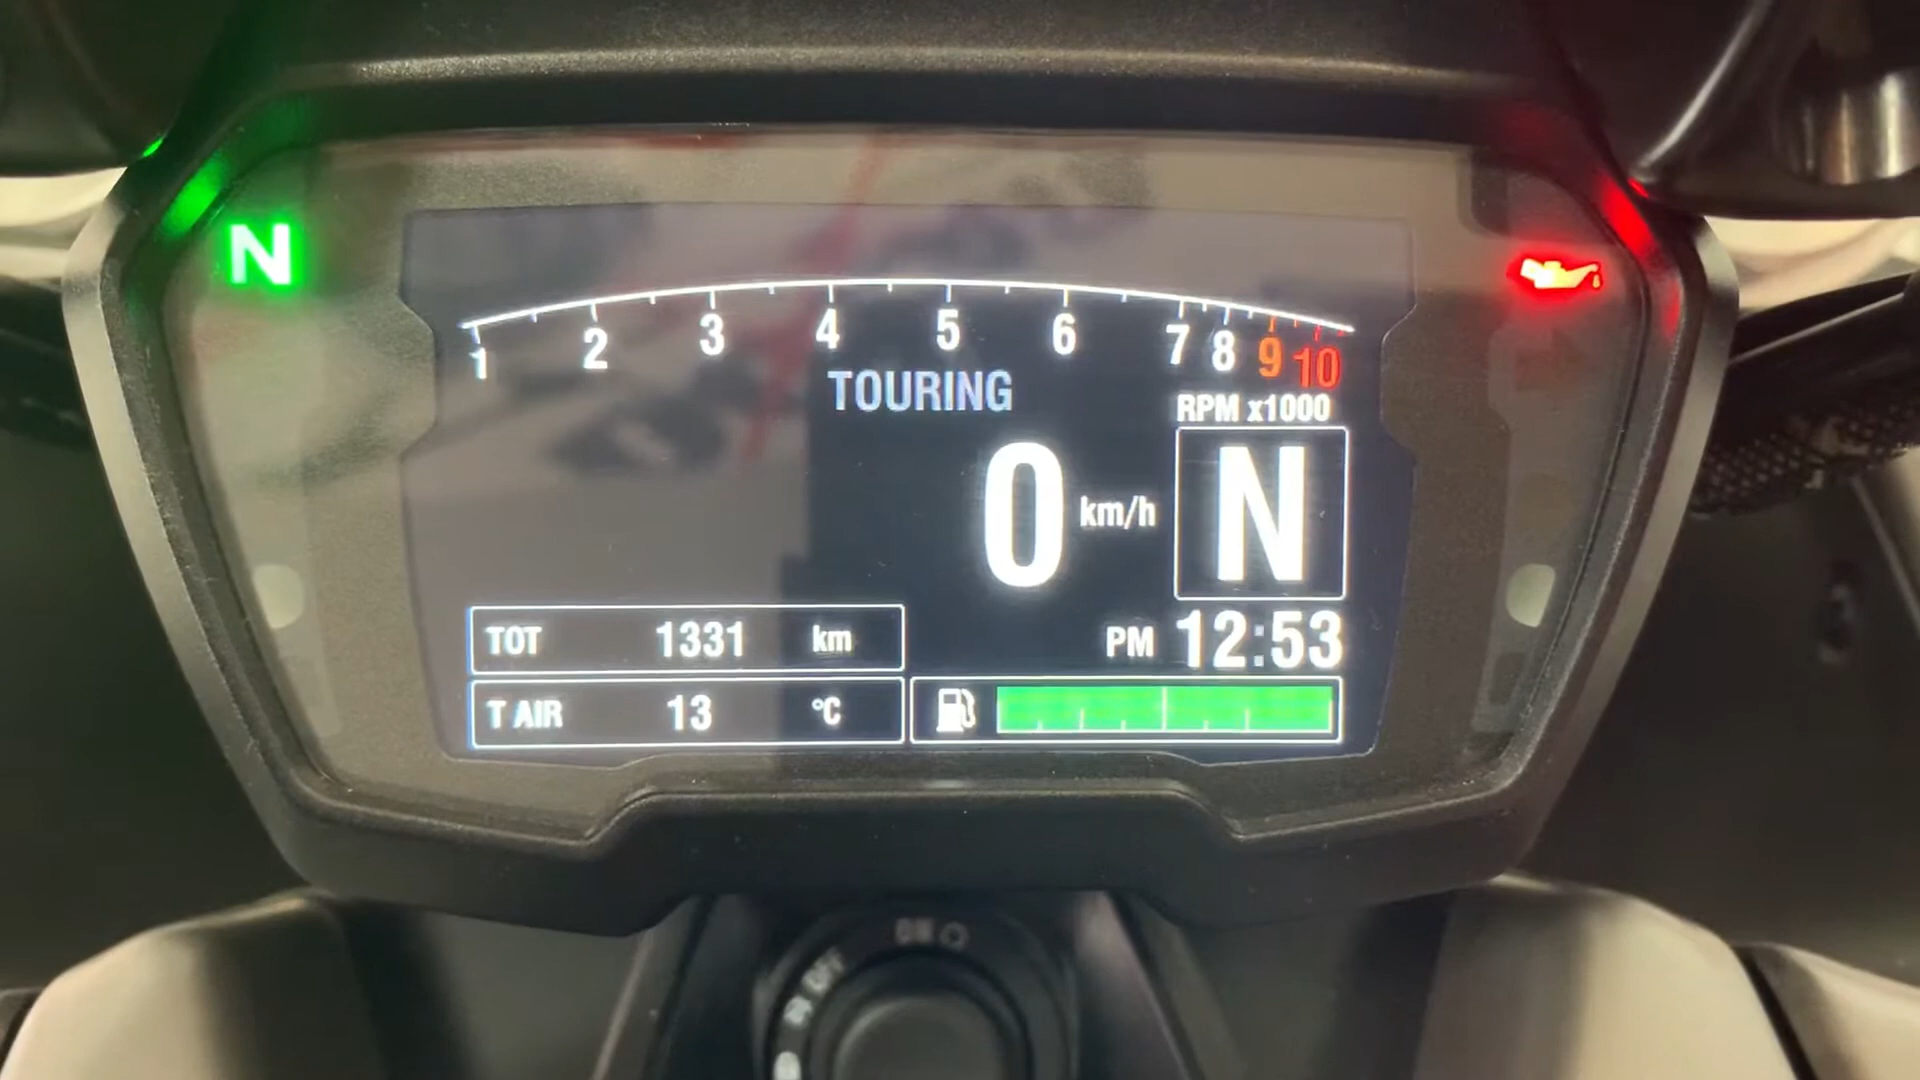 N
1 2 3 4 5 6 7 8 9 10
TOURING
RPM x1000
0 km/h N
TOT 1331 km
PM 12:53
T AIR 13 °C
OFF